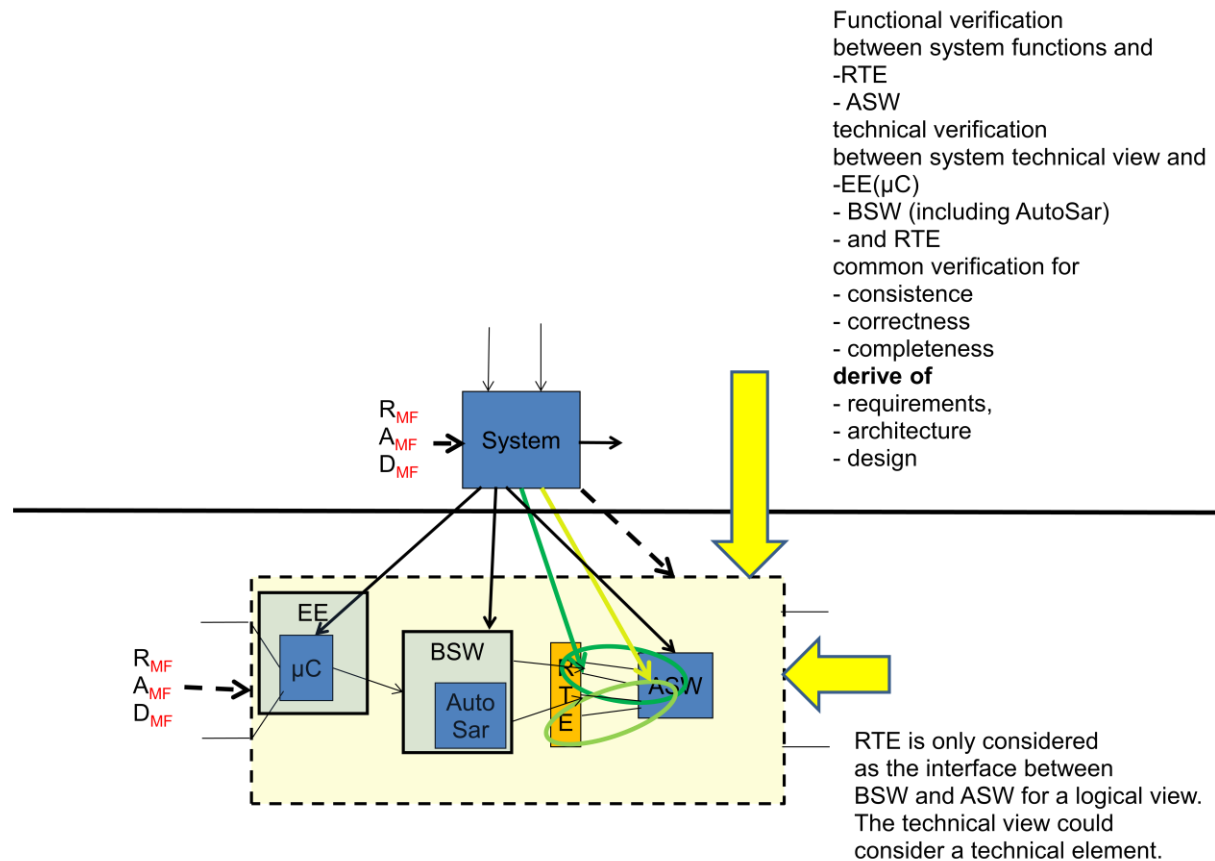 Functional verification
between system functions and
-RTE
- ASW
technical verification
between system technical view and
-EE(µC)
- BSW (including AutoSar)
- and RTE
common verification for
- consistence
- correctness
- completeness
derive of
- requirements,
- architecture
- design
RMF
AMF
DMF
System
EE
µC
BSW
Auto
Sar
R
T
E
ASW
RMF
AMF
DMF
RTE is only considered
as the interface between
BSW and ASW for a logical view.
The technical view could
consider a technical element.